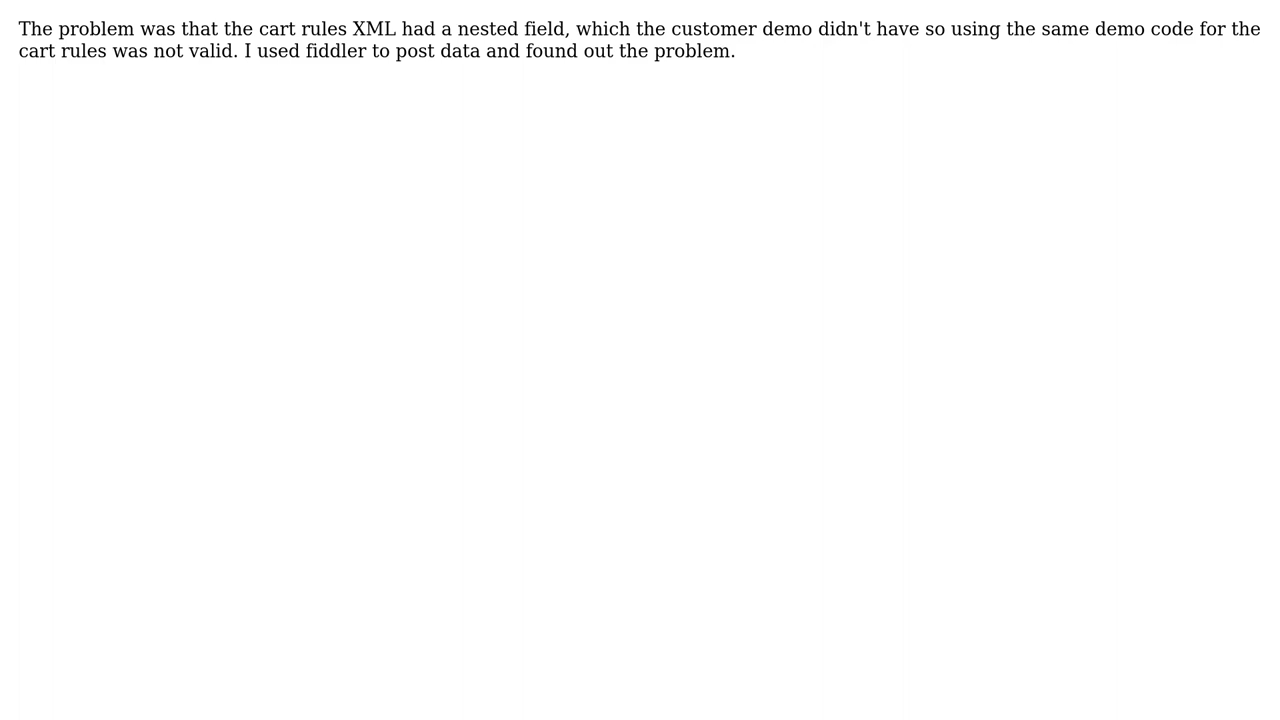 The problem was that the cart rules XML had a nested field, which the customer demo didn't have so using the same demo code for the
cart rules was not valid. I used fiddler to post data and found out the problem.